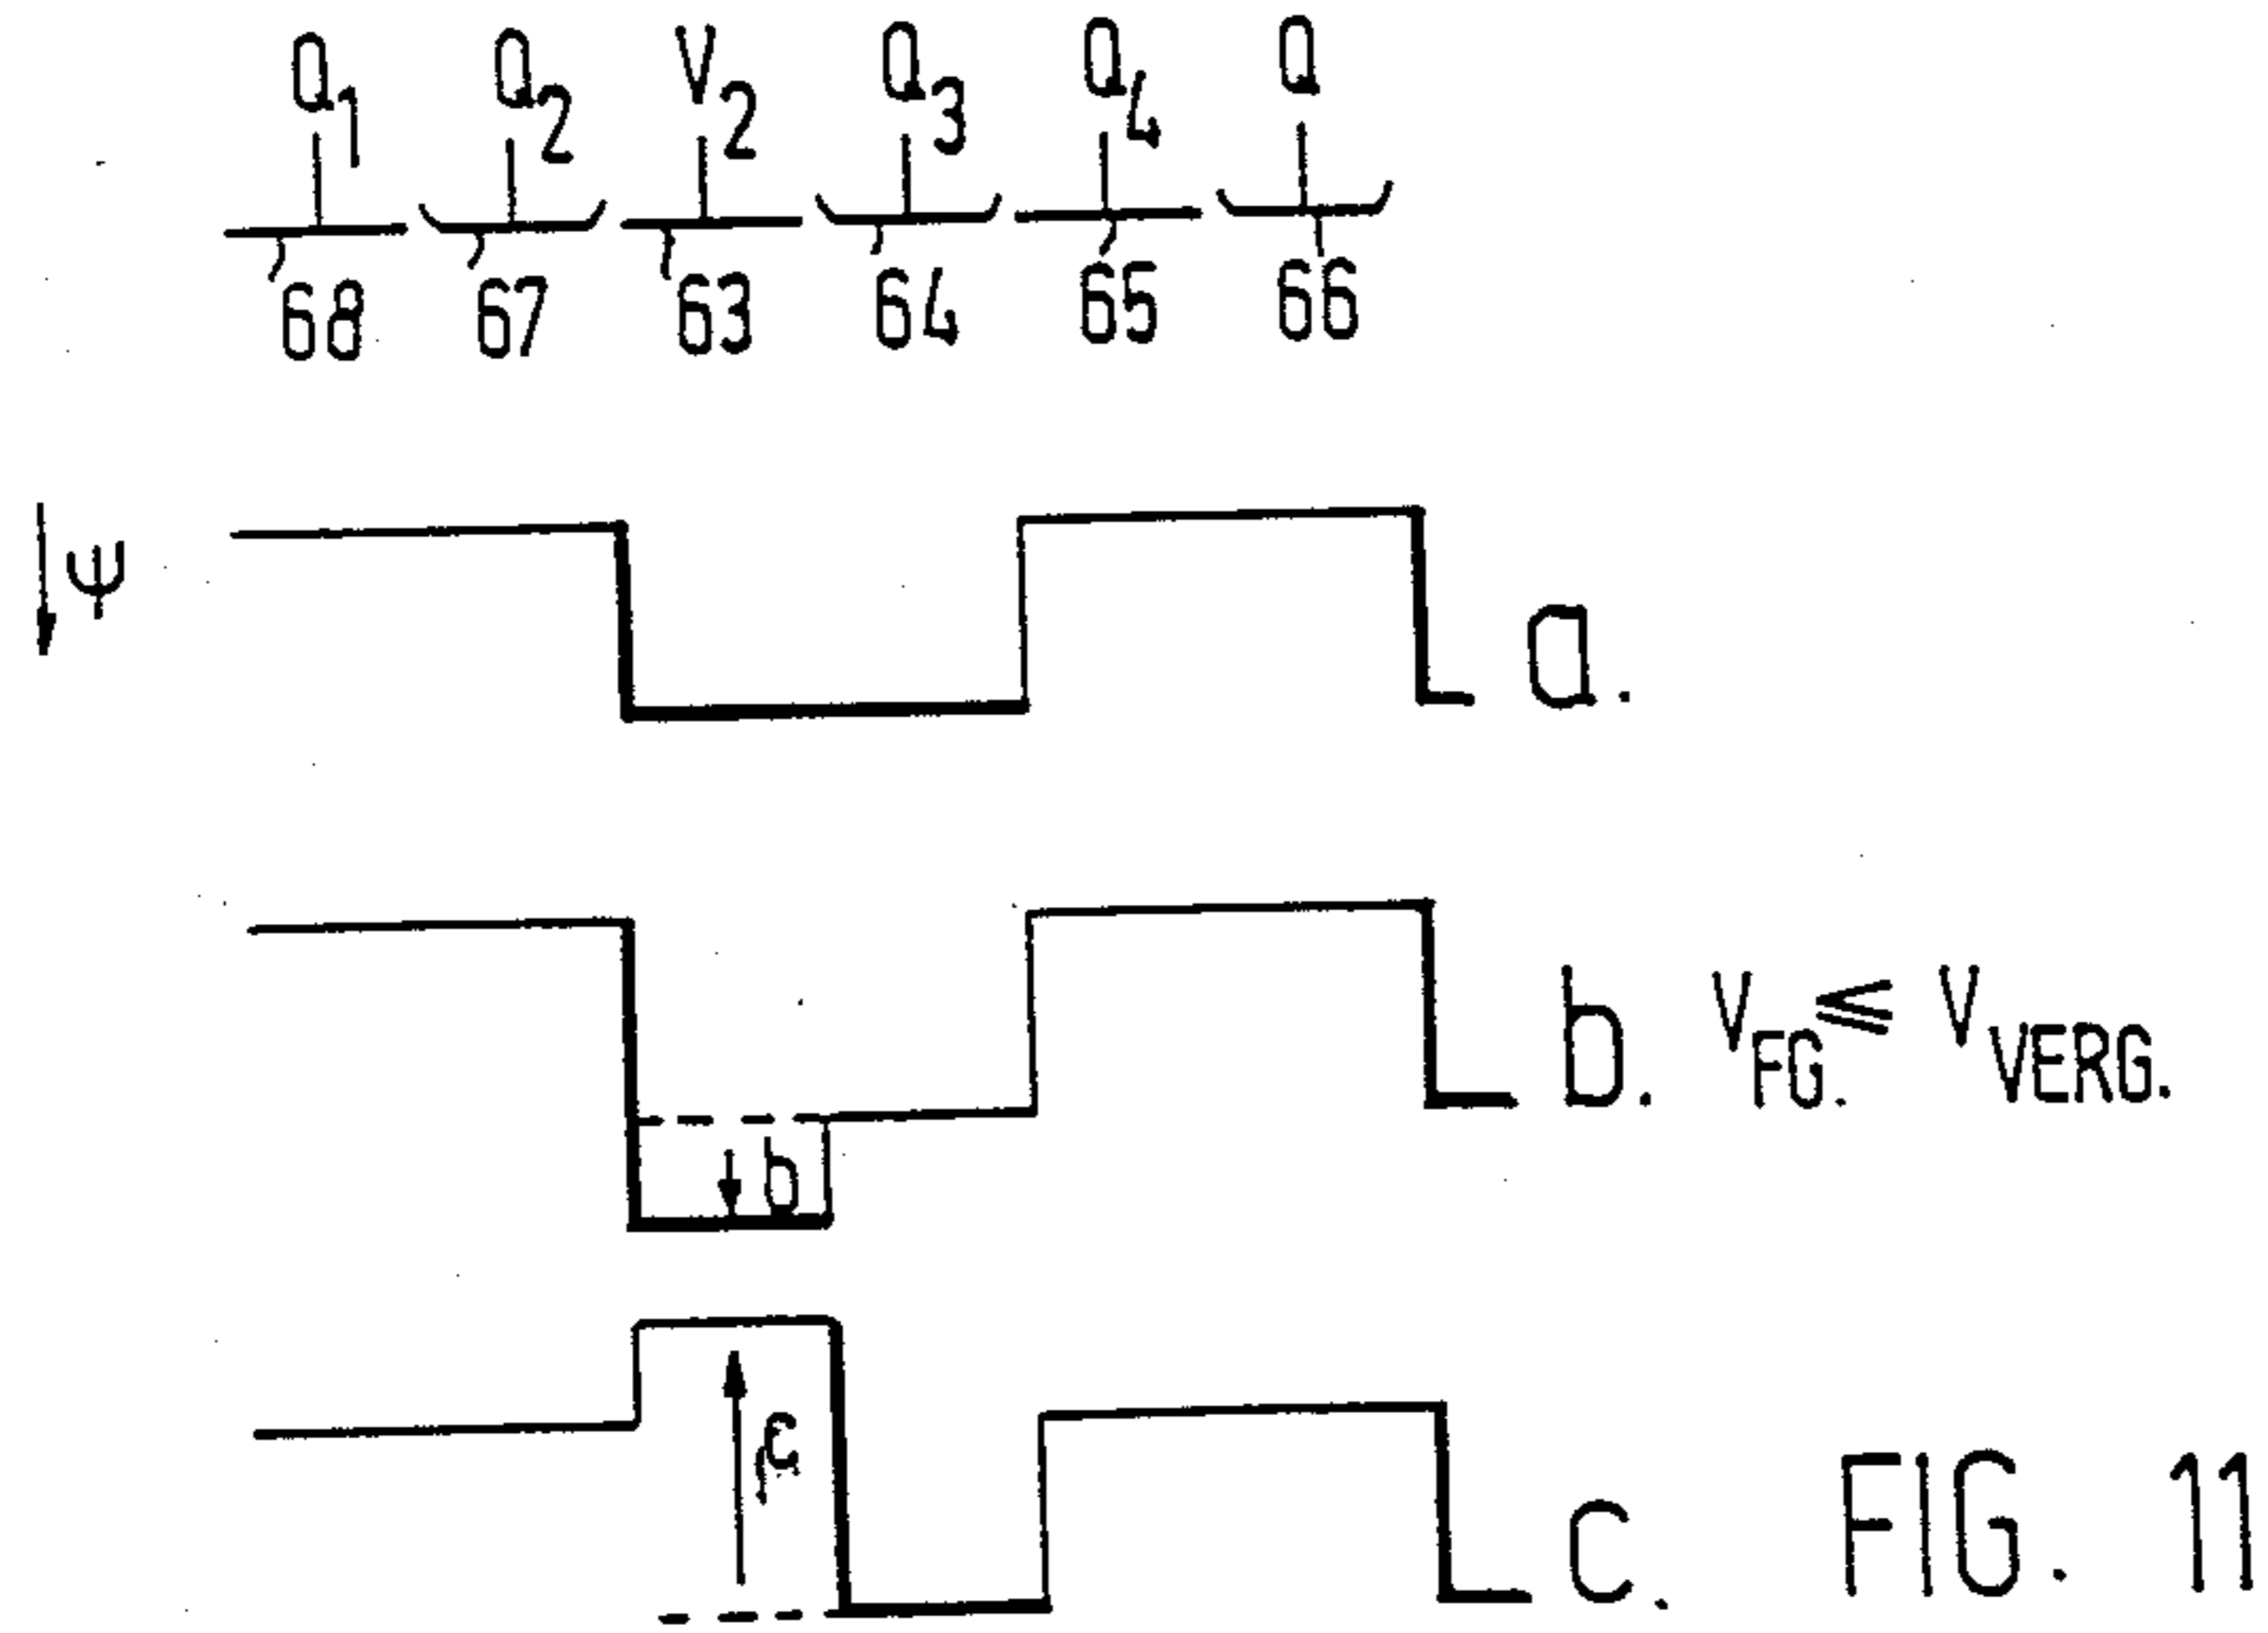 Q1 Q2 V2 Q3 Q4 Q
68 67 63 64 65 66
ψ
a.
b. VFG. ≤ VVERG.
b
c.
FIG. 11